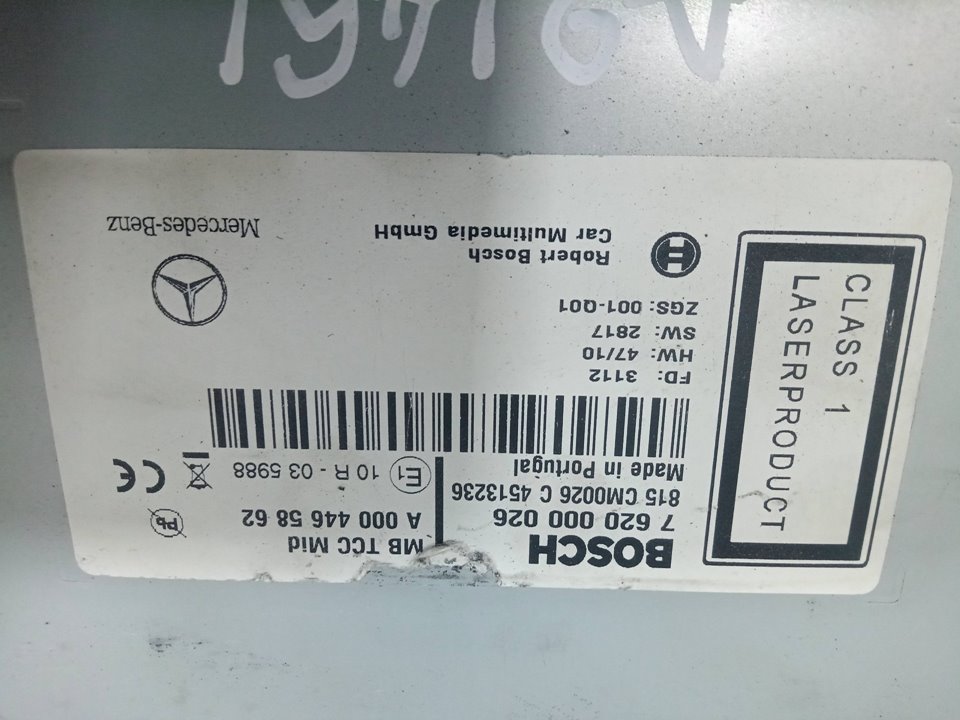 BOSCH
7 620 000 026
815 CM0026 C 4513236
Made in Portugal
MB TCC Mid
A 000 446 58 62
E1 10 R - 03 5988
CE
Pb
FD: 3112
HW: 47/10
SW: 2817
ZGS: 001-Q01
Robert Bosch
Car Multimedia GmbH
Mercedes-Benz
CLASS 1
LASERPRODUCT